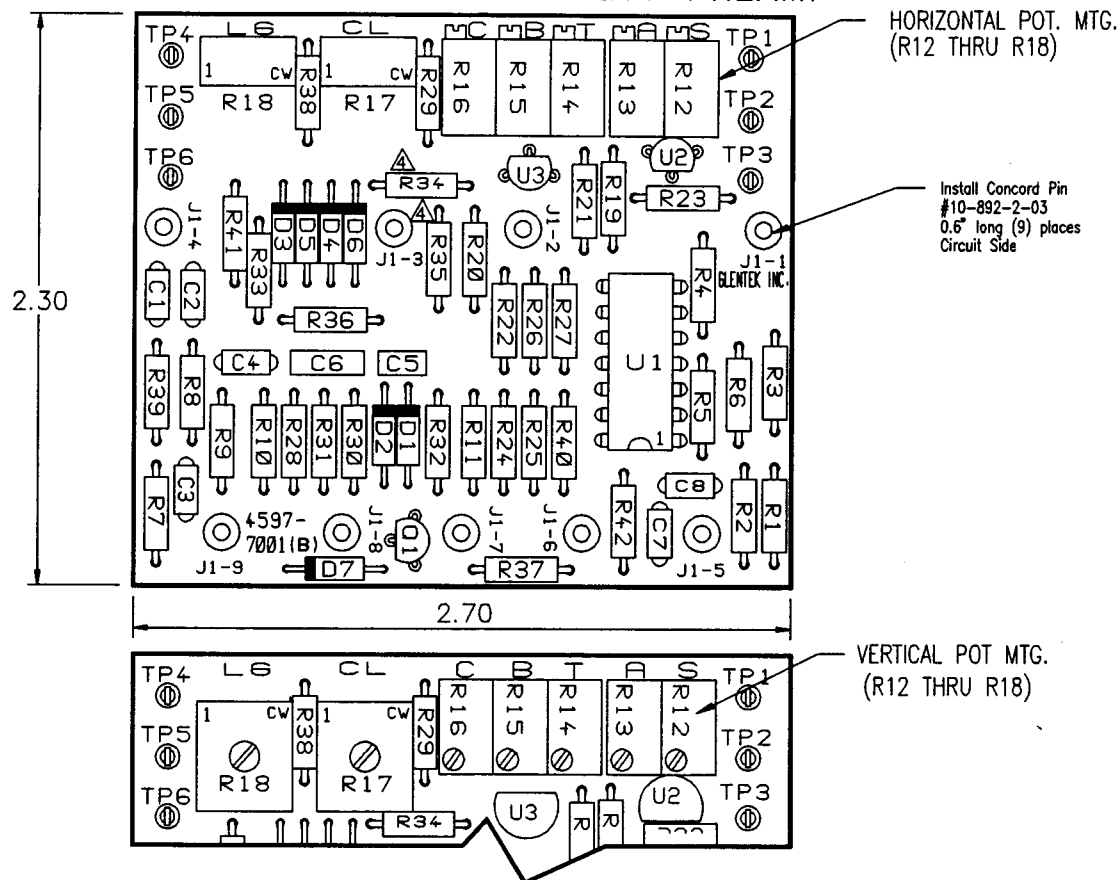 TP4 L6 CL C B T A S TP1
HORIZONTAL POT. MTG.
(R12 THRU R18)
1 CW R38 1 CW R29 R16 R15 R14 R13 R12
R18 R17
TP5 TP2
TP6 TP3
U3 U2
4
R34
R21 R19 R23
4
Install Concord Pin
#10-892-2-03
0.6" long (9) places
Circuit Side
J1-4 R41 R33 D3 D5 D4 D6 J1-3 R35 R20 J1-2 J1-1
GLENTEK INC.
R4
C1 C2 R36 R22 R26 R27
2.30
C4 C6 C5 U1
R39 R8 R5 R6 R3
R9 R10 R28 R31 R30 D2 D1 R32 R11 R24 R25 R40 1
R7 C3 C8
R42 C7 R2 R1
4597-
7001(B)
J1-9 J1-8 Q1 J1-7 J1-6 J1-5
D7 R37
2.70
TP4 L6 CL C B T A S TP1
VERTICAL POT MTG.
(R12 THRU R18)
1 CW R38 1 CW R29 R16 R15 R14 R13 R12
TP5 TP2
R18 R17
TP6 TP3
R34 U3 R R U2